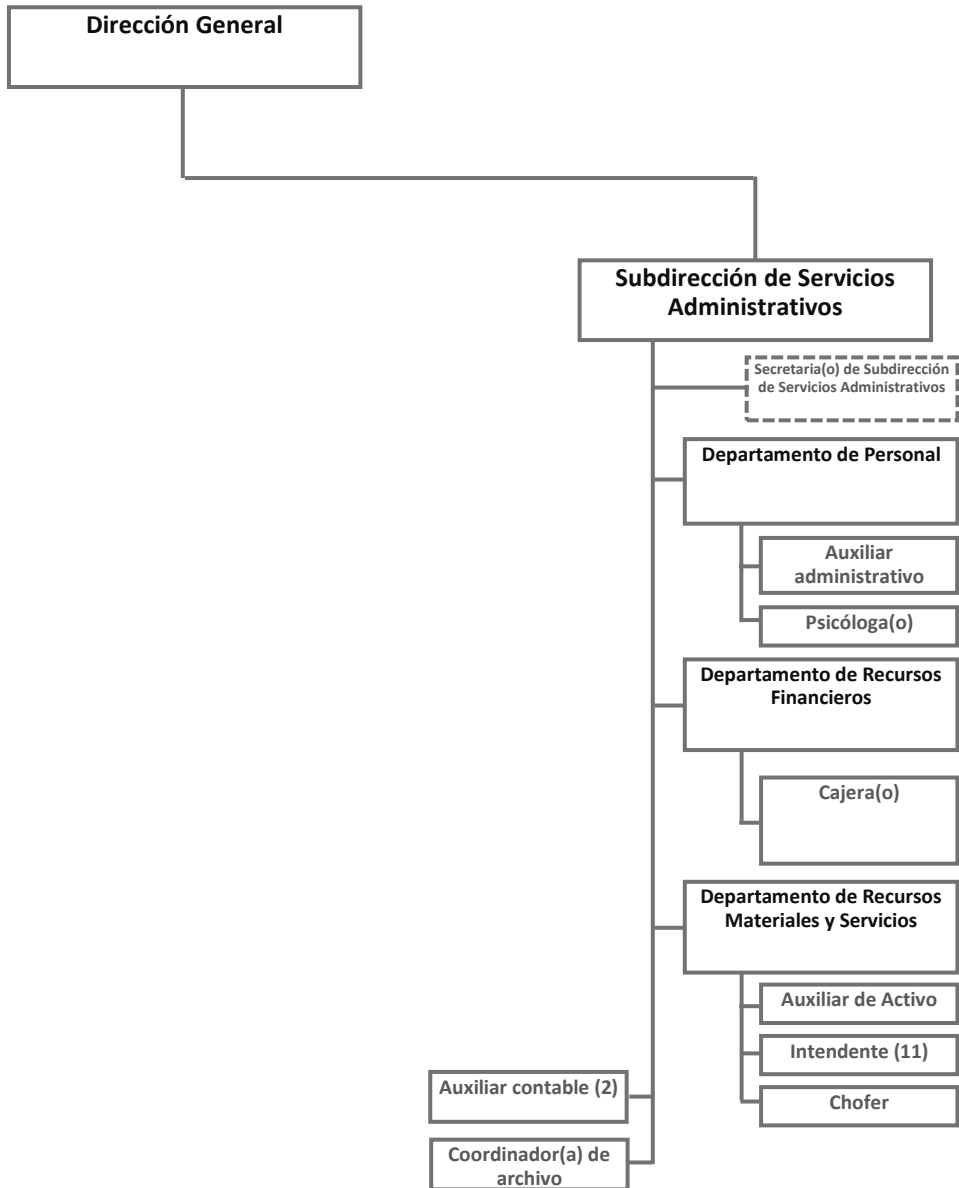 Dirección General
Subdirección de Servicios
Administrativos
Secretaria(o) de Subdirección
de Servicios Administrativos
Departamento de Personal
Auxiliar
administrativo
Psicóloga(o)
Departamento de Recursos
Financieros
Cajera(o)
Departamento de Recursos
Materiales y Servicios
Auxiliar de Activo
Intendente (11)
Chofer
Auxiliar contable (2)
Coordinador(a) de
archivo